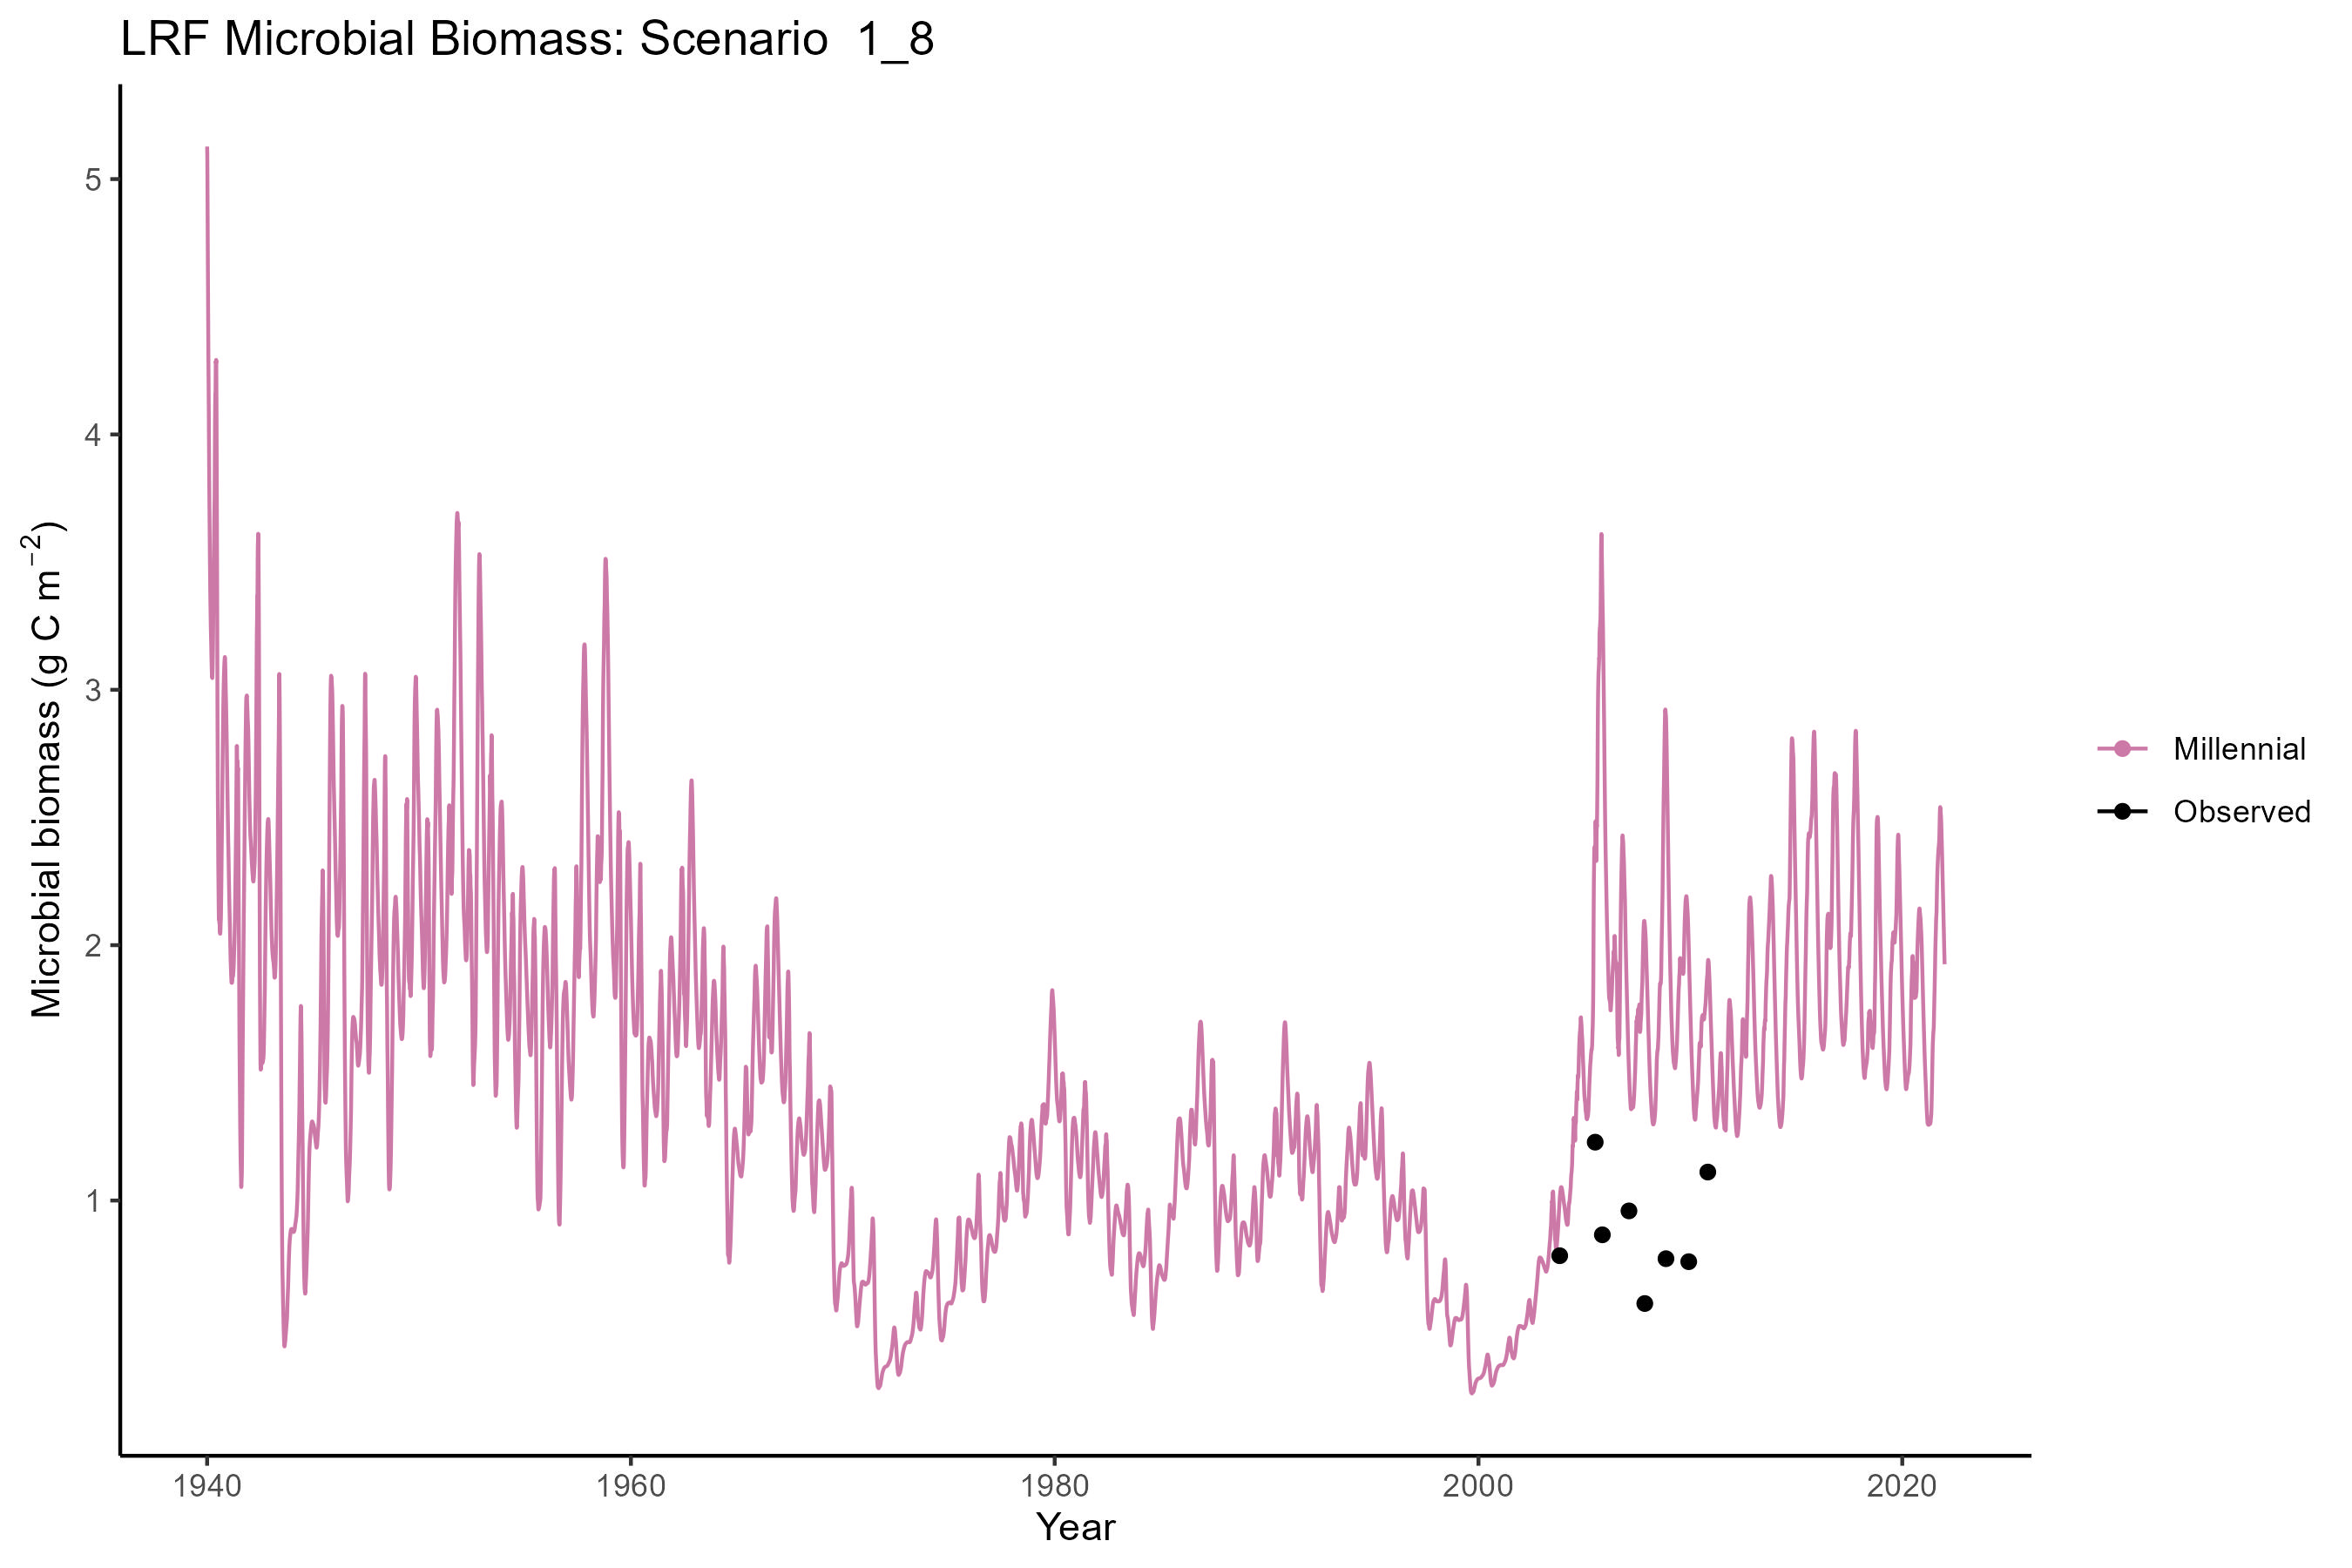 LRF Microbial Biomass: Scenario  1_8
5
4
3
2
1
Microbial biomass (g C m⁻²)
1940
1960
1980
2000
2020
Year
Millennial
Observed